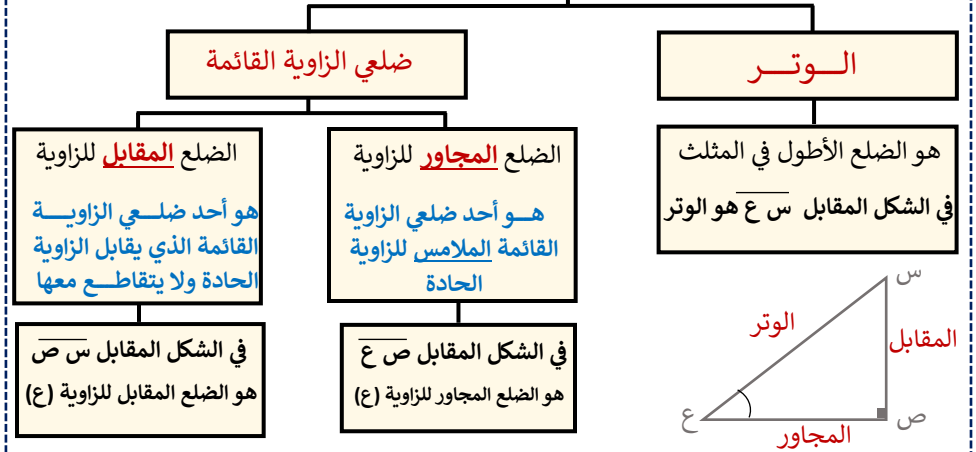 الـــوتـــر
هو الضلع الأطول في المثلث
في الشكل المقابل س ع هو الوتر
ضلعي الزاوية القائمة
الضلع المجاور للزاوية
هـــو أحد ضلعي الزاوية
القائمة الملامس للزاوية
الحادة
في الشكل المقابل ص ع
هو الضلع المجاور للزاوية (ع)
الضلع المقابل للزاوية
هو أحد ضلـــعي الزاويـــة
القائمة الذي يقابل الزاوية
الحادة ولا يتقاطـــع معها
في الشكل المقابل س ص
هو الضلع المقابل للزاوية (ع)
س
الوتر
المقابل
ص
ع
المجاور